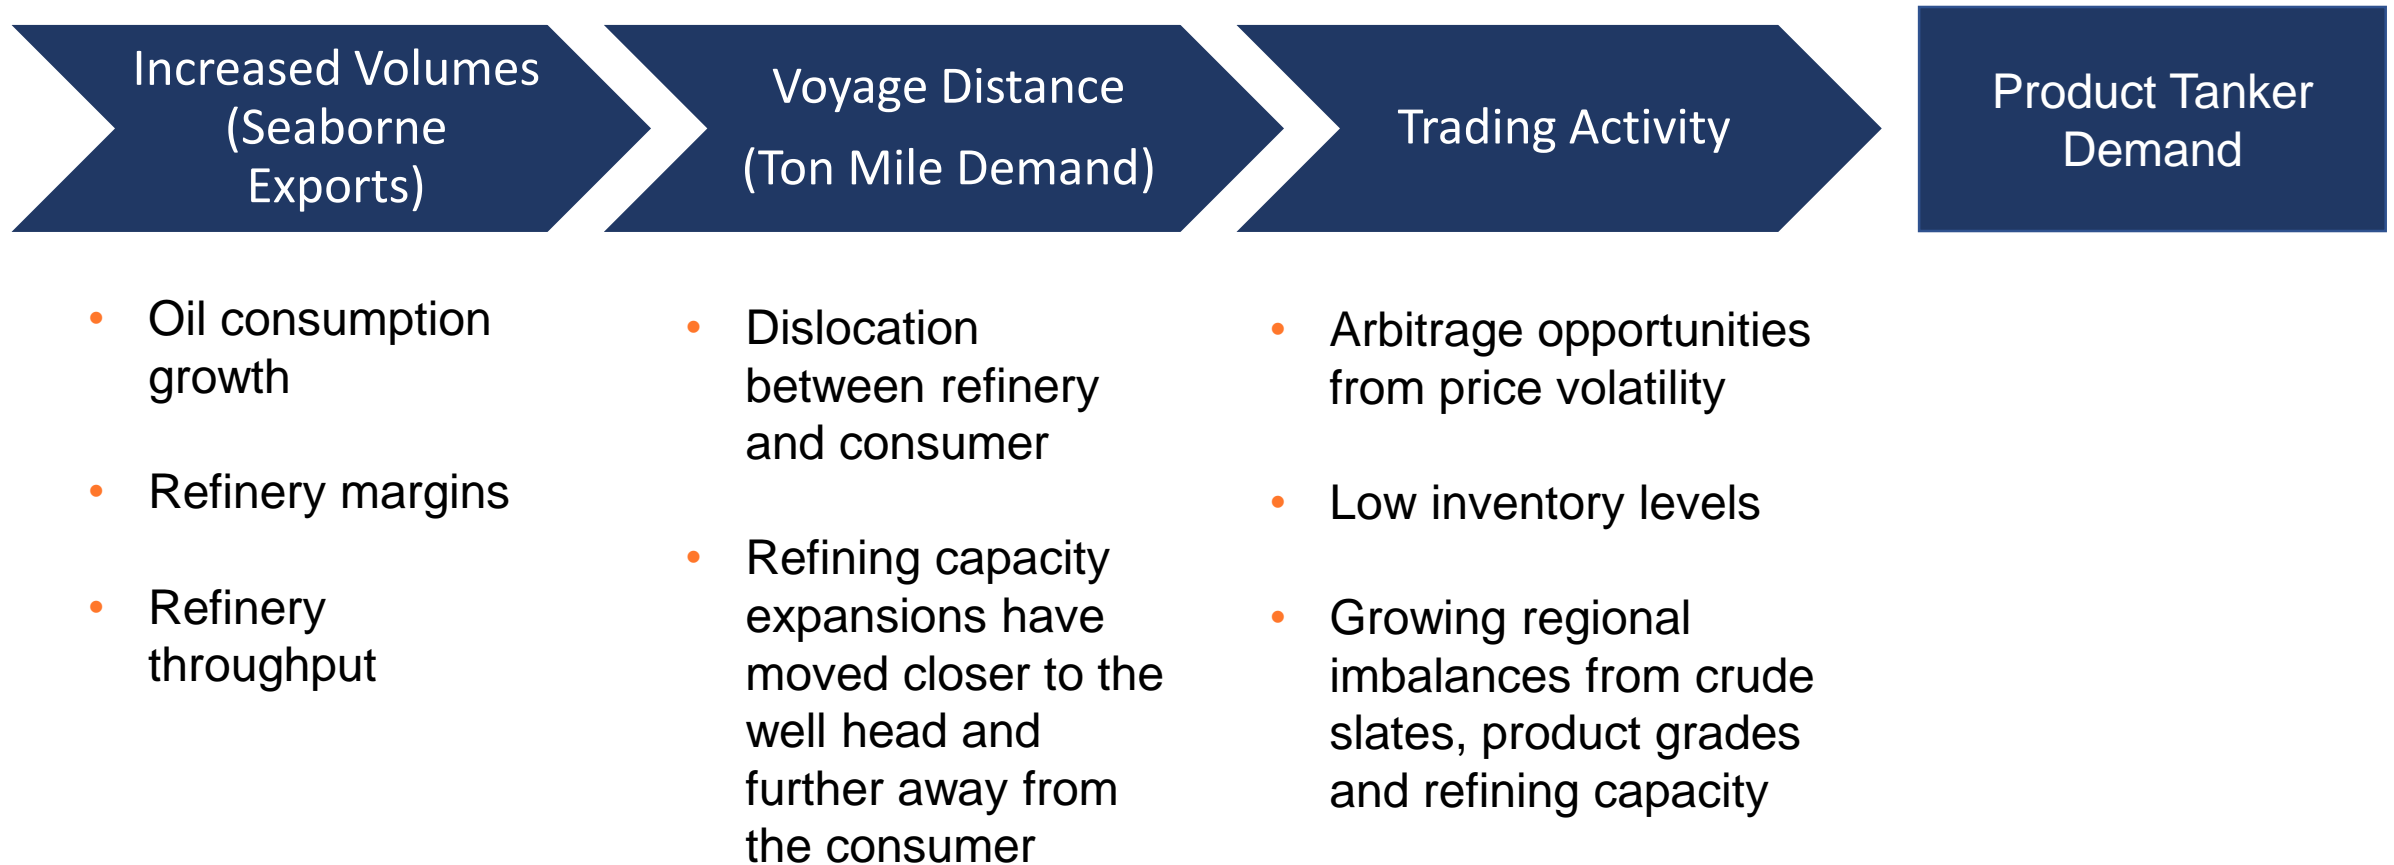 Increased Volumes
(Seaborne
Exports)
Voyage Distance
(Ton Mile Demand)
Trading Activity
Product Tanker
Demand
• Oil consumption
growth
• Refinery margins
• Refinery
throughput
• Dislocation
between refinery
and consumer
• Refining capacity
expansions have
moved closer to the
well head and
further away from
the consumer
• Arbitrage opportunities
from price volatility
• Low inventory levels
• Growing regional
imbalances from crude
slates, product grades
and refining capacity